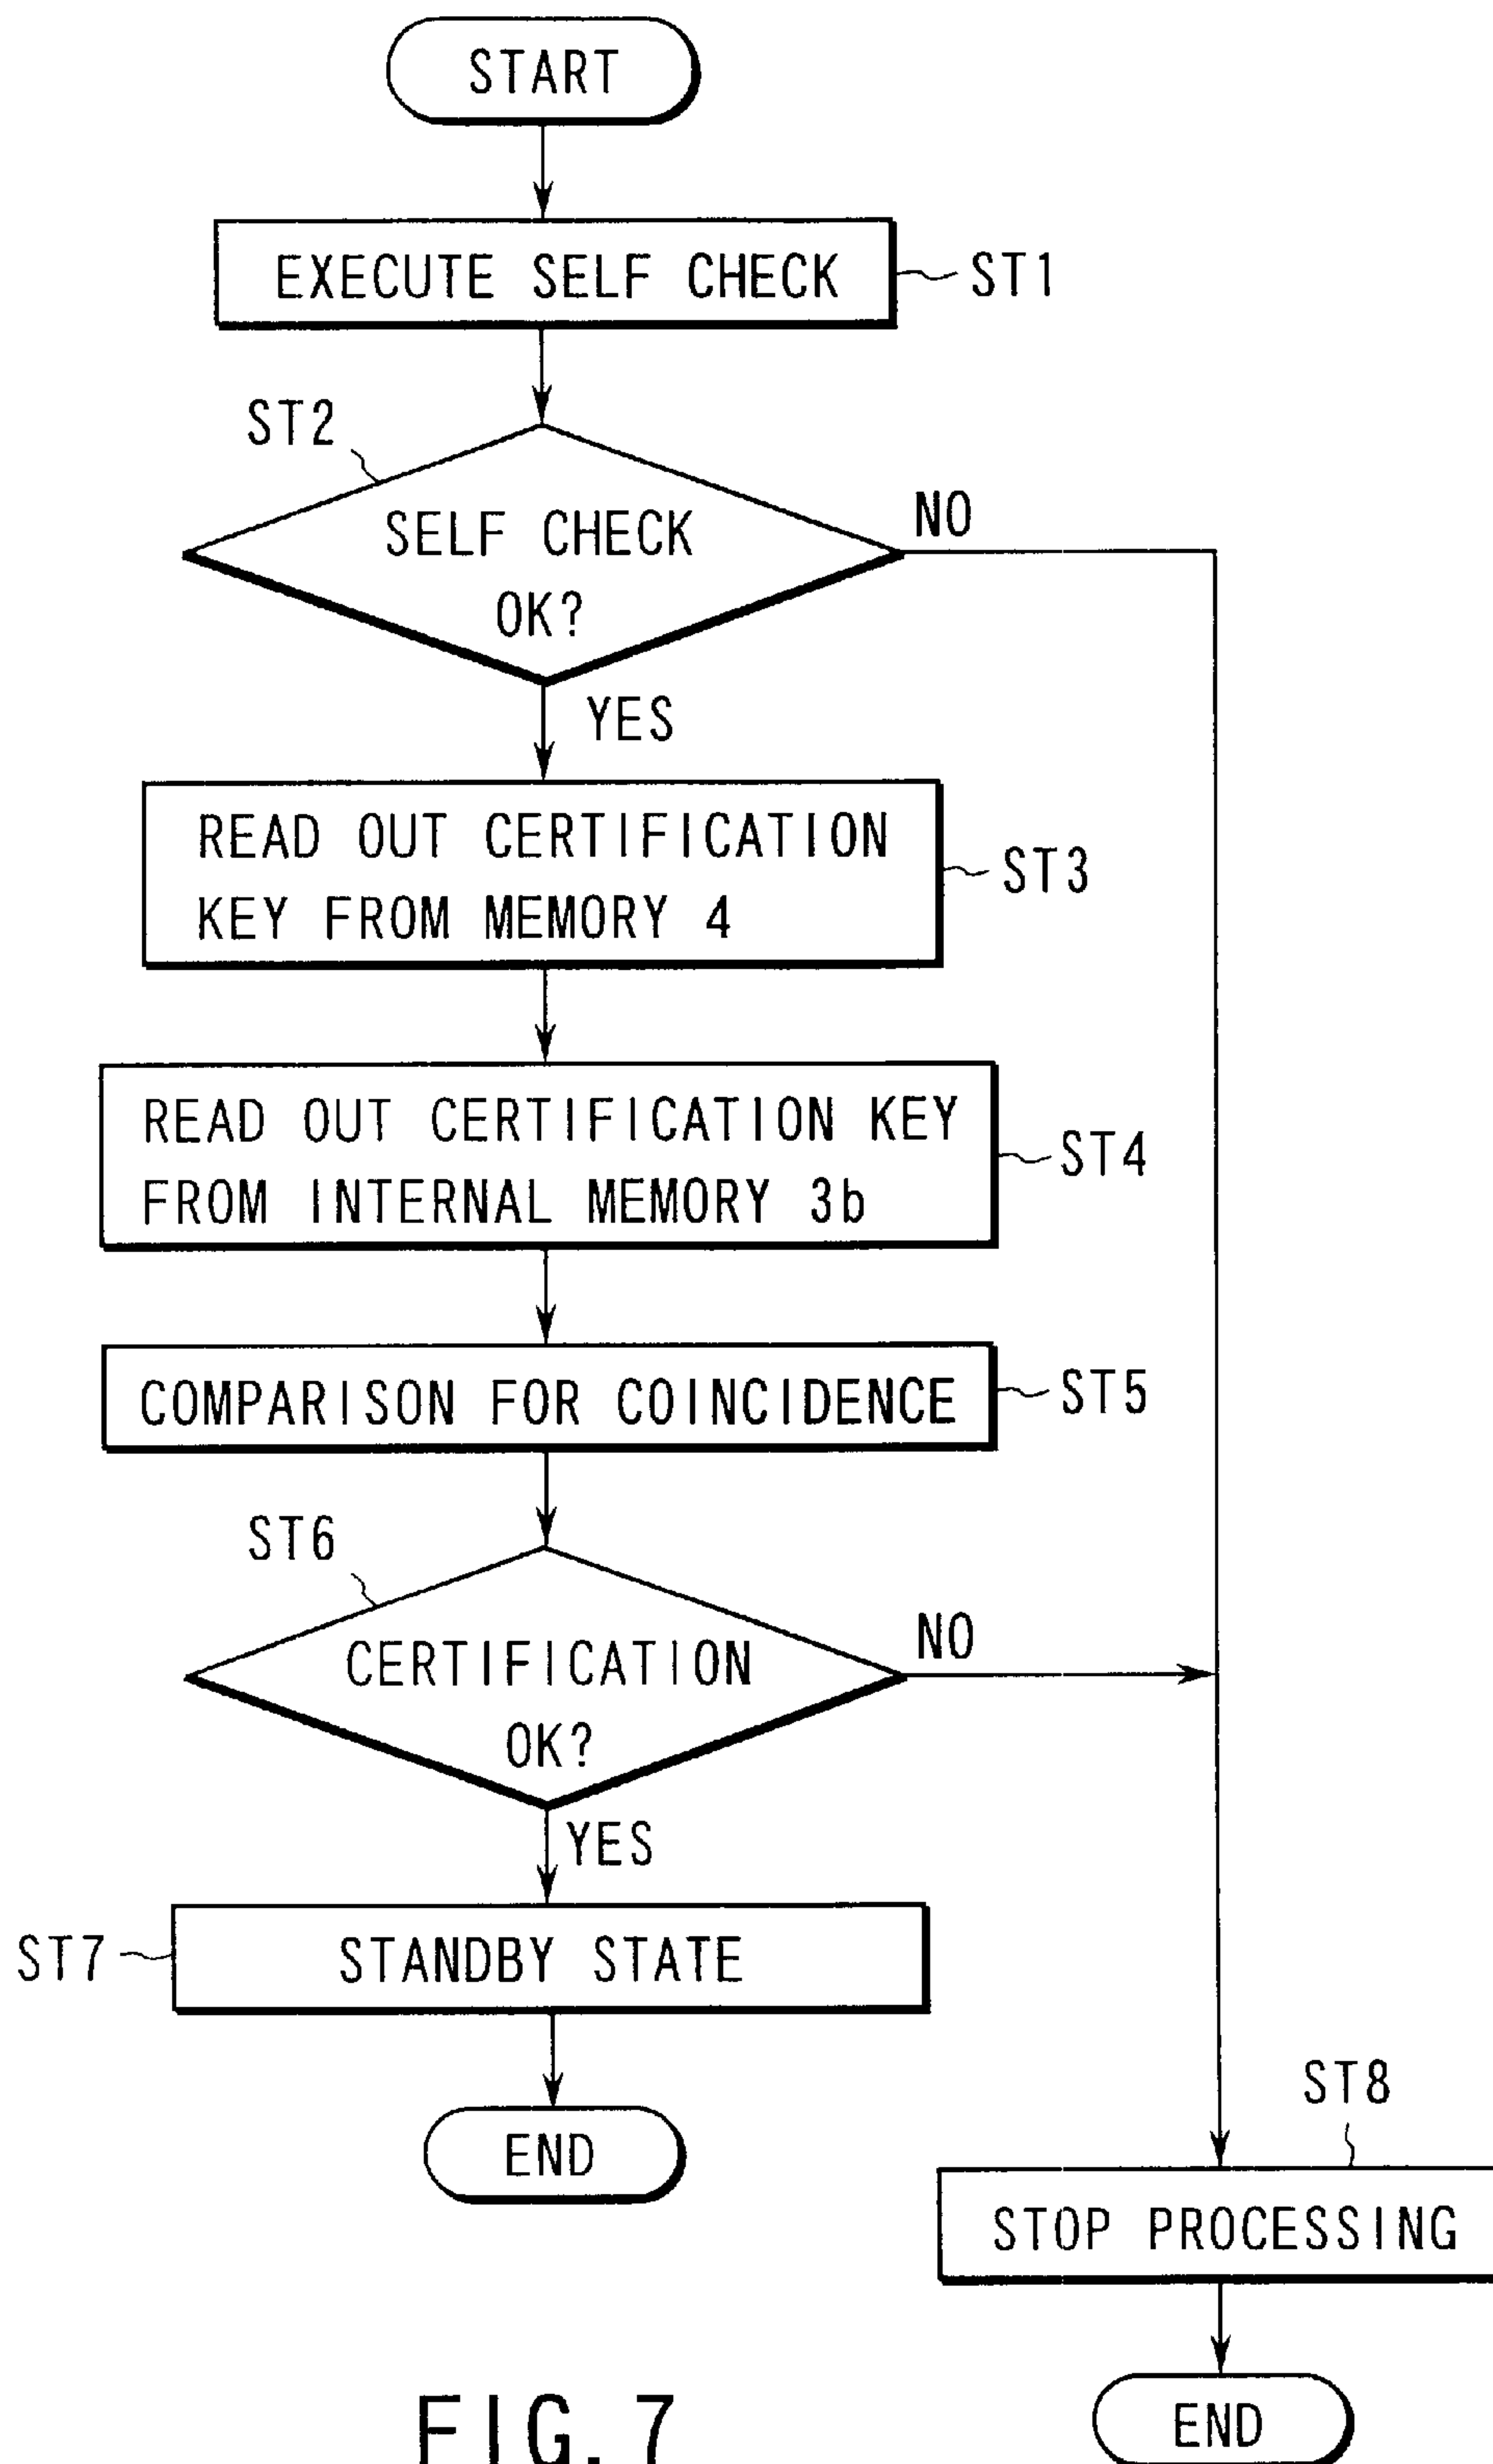 START
EXECUTE SELF CHECK
ST1
ST2
SELF CHECK
OK?
NO
YES
READ OUT CERTIFICATION
KEY FROM MEMORY 4
ST3
READ OUT CERTIFICATION KEY
FROM INTERNAL MEMORY 3b
ST4
COMPARISON FOR COINCIDENCE
ST5
ST6
CERTIFICATION
OK?
NO
YES
ST7
STANDBY STATE
END
ST8
STOP PROCESSING
END
FIG. 7